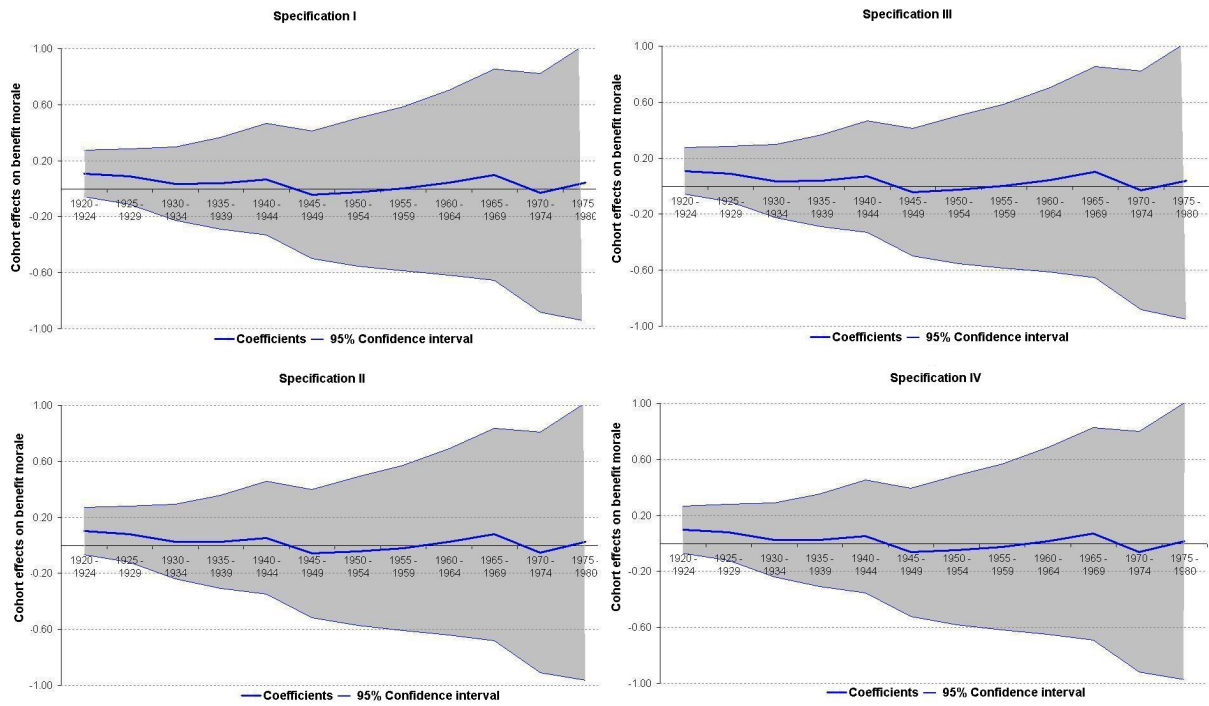 Specification I
Cohort effects on benefit morale
1.00
0.60
0.20
-0.20
-0.60
-1.00
1920 - 1925 - 1930 - 1935 - 1940 - 1945 - 1950 - 1955 - 1960 - 1965 - 1970 - 1975
1924 1929 1934 1939 1944 1949 1954 1959 1964 1969 1974 1980
Coefficients 95% Confidence interval
Specification III
Cohort effects on benefit morale
1.00
0.60
0.20
-0.20
-0.60
-1.00
1920 - 1925 - 1930 - 1935 - 1940 - 1945 - 1950 - 1955 - 1960 - 1965 - 1970 - 1975 -
1924 1929 1934 1939 1944 1949 1954 1959 1964 1969 1974 1980
Coefficients 95% Confidence interval
Specification II
Cohort effects on benefit morale
1.00
0.60
0.20
-0.20
-0.60
-1.00
1920 - 1925 - 1930 - 1935 - 1940 - 1945 - 1950 - 1955 - 1960 - 1965 - 1970 - 1975 -
1924 1929 1934 1939 1944 1949 1954 1959 1964 1969 1974 1980
Coefficients 95% Confidence interval
Specification IV
Cohort effects on benefit morale
1.00
0.60
0.20
-0.20
-0.60
-1.00
1920 - 1925 - 1930 - 1935 - 1940 - 1945 - 1950 - 1955 - 1960 - 1965 - 1970 - 1975 -
1924 1929 1934 1939 1944 1949 1954 1959 1964 1969 1974 1980
Coefficients 95% Confidence interval